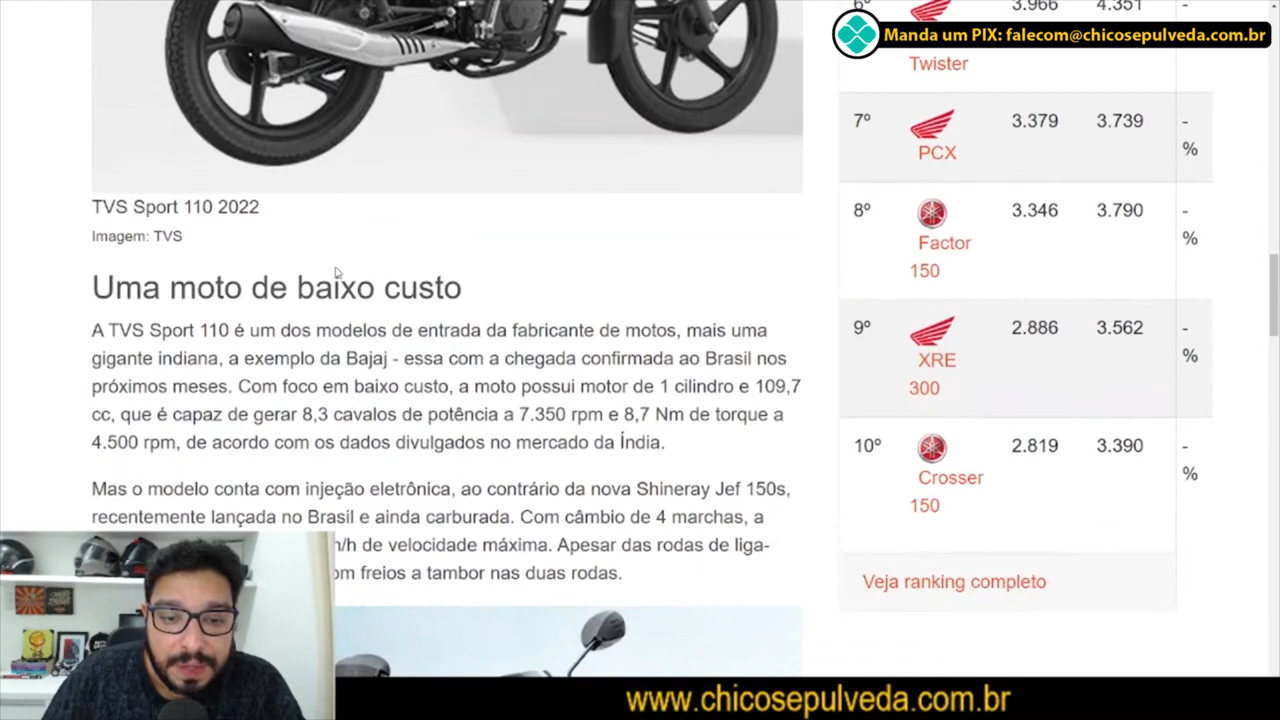 6º 3.966 4.351 -
Manda um PIX: falecom@chicosepulveda.com.br
Twister
7º 3.379 3.739 -
%
PCX
8º 3.346 3.790 -
%
Factor
150
9º 2.886 3.562 -
%
XRE
300
10º 2.819 3.390 -
%
Crosser
150
Veja ranking completo
TVS Sport 110 2022
Imagem: TVS
Uma moto de baixo custo
A TVS Sport 110 é um dos modelos de entrada da fabricante de motos, mais uma
gigante indiana, a exemplo da Bajaj - essa com a chegada confirmada ao Brasil nos
próximos meses. Com foco em baixo custo, a moto possui motor de 1 cilindro e 109,7
cc, que é capaz de gerar 8,3 cavalos de potência a 7.350 rpm e 8,7 Nm de torque a
4.500 rpm, de acordo com os dados divulgados no mercado da Índia.
Mas o modelo conta com injeção eletrônica, ao contrário da nova Shineray Jef 150s,
recentemente lançada no Brasil e ainda carburada. Com câmbio de 4 marchas, a
m/h de velocidade máxima. Apesar das rodas de liga-
om freios a tambor nas duas rodas.
www.chicosepulveda.com.br